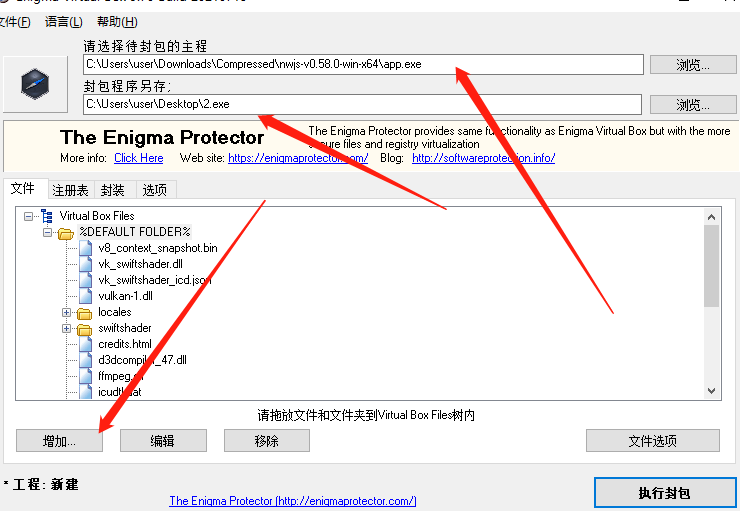 文件(F) 语言(L) 帮助(H)
请选择待封包的主程
C:\Users\user\Downloads\Compressed\nwjs-v0.58.0-win-x64\app.exe 浏览...
封包程序另存:
C:\Users\user\Desktop\2.exe 浏览...
The Enigma Protector
The Enigma Protector provides same functionality as Enigma Virtual Box but with the more
secure files and registry virtualization
More info: Click Here Web site: https://enigmaprotector.com/ Blog: http://softwareprotection.info/
文件 注册表 封装 选项
Virtual Box Files
%DEFAULT FOLDER%
v8_context_snapshot.bin
vk_swiftshader.dll
vk_swiftshader_icd.json
vulkan-1.dll
locales
swiftshader
credits.html
d3dcompiler_47.dll
ffmpeg.dll
icudtl.dat
请拖放文件和文件夹到Virtual Box Files树内
增加... 编辑 移除 文件选项
* 工程: 新建
The Enigma Protector (http://enigmaprotector.com/)
执行封包